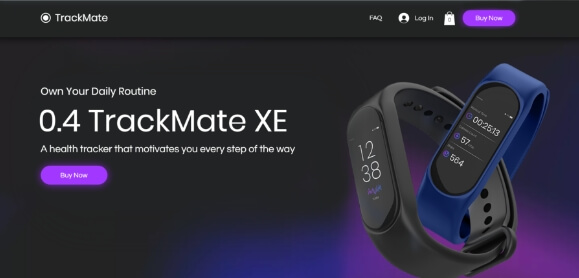 TrackMate
FAQ
Log In
0
Buy Now
Own Your Daily Routine
0.4 TrackMate XE
A health tracker that motivates you every step of the way
Buy Now
12
38
00:25:13
57
564